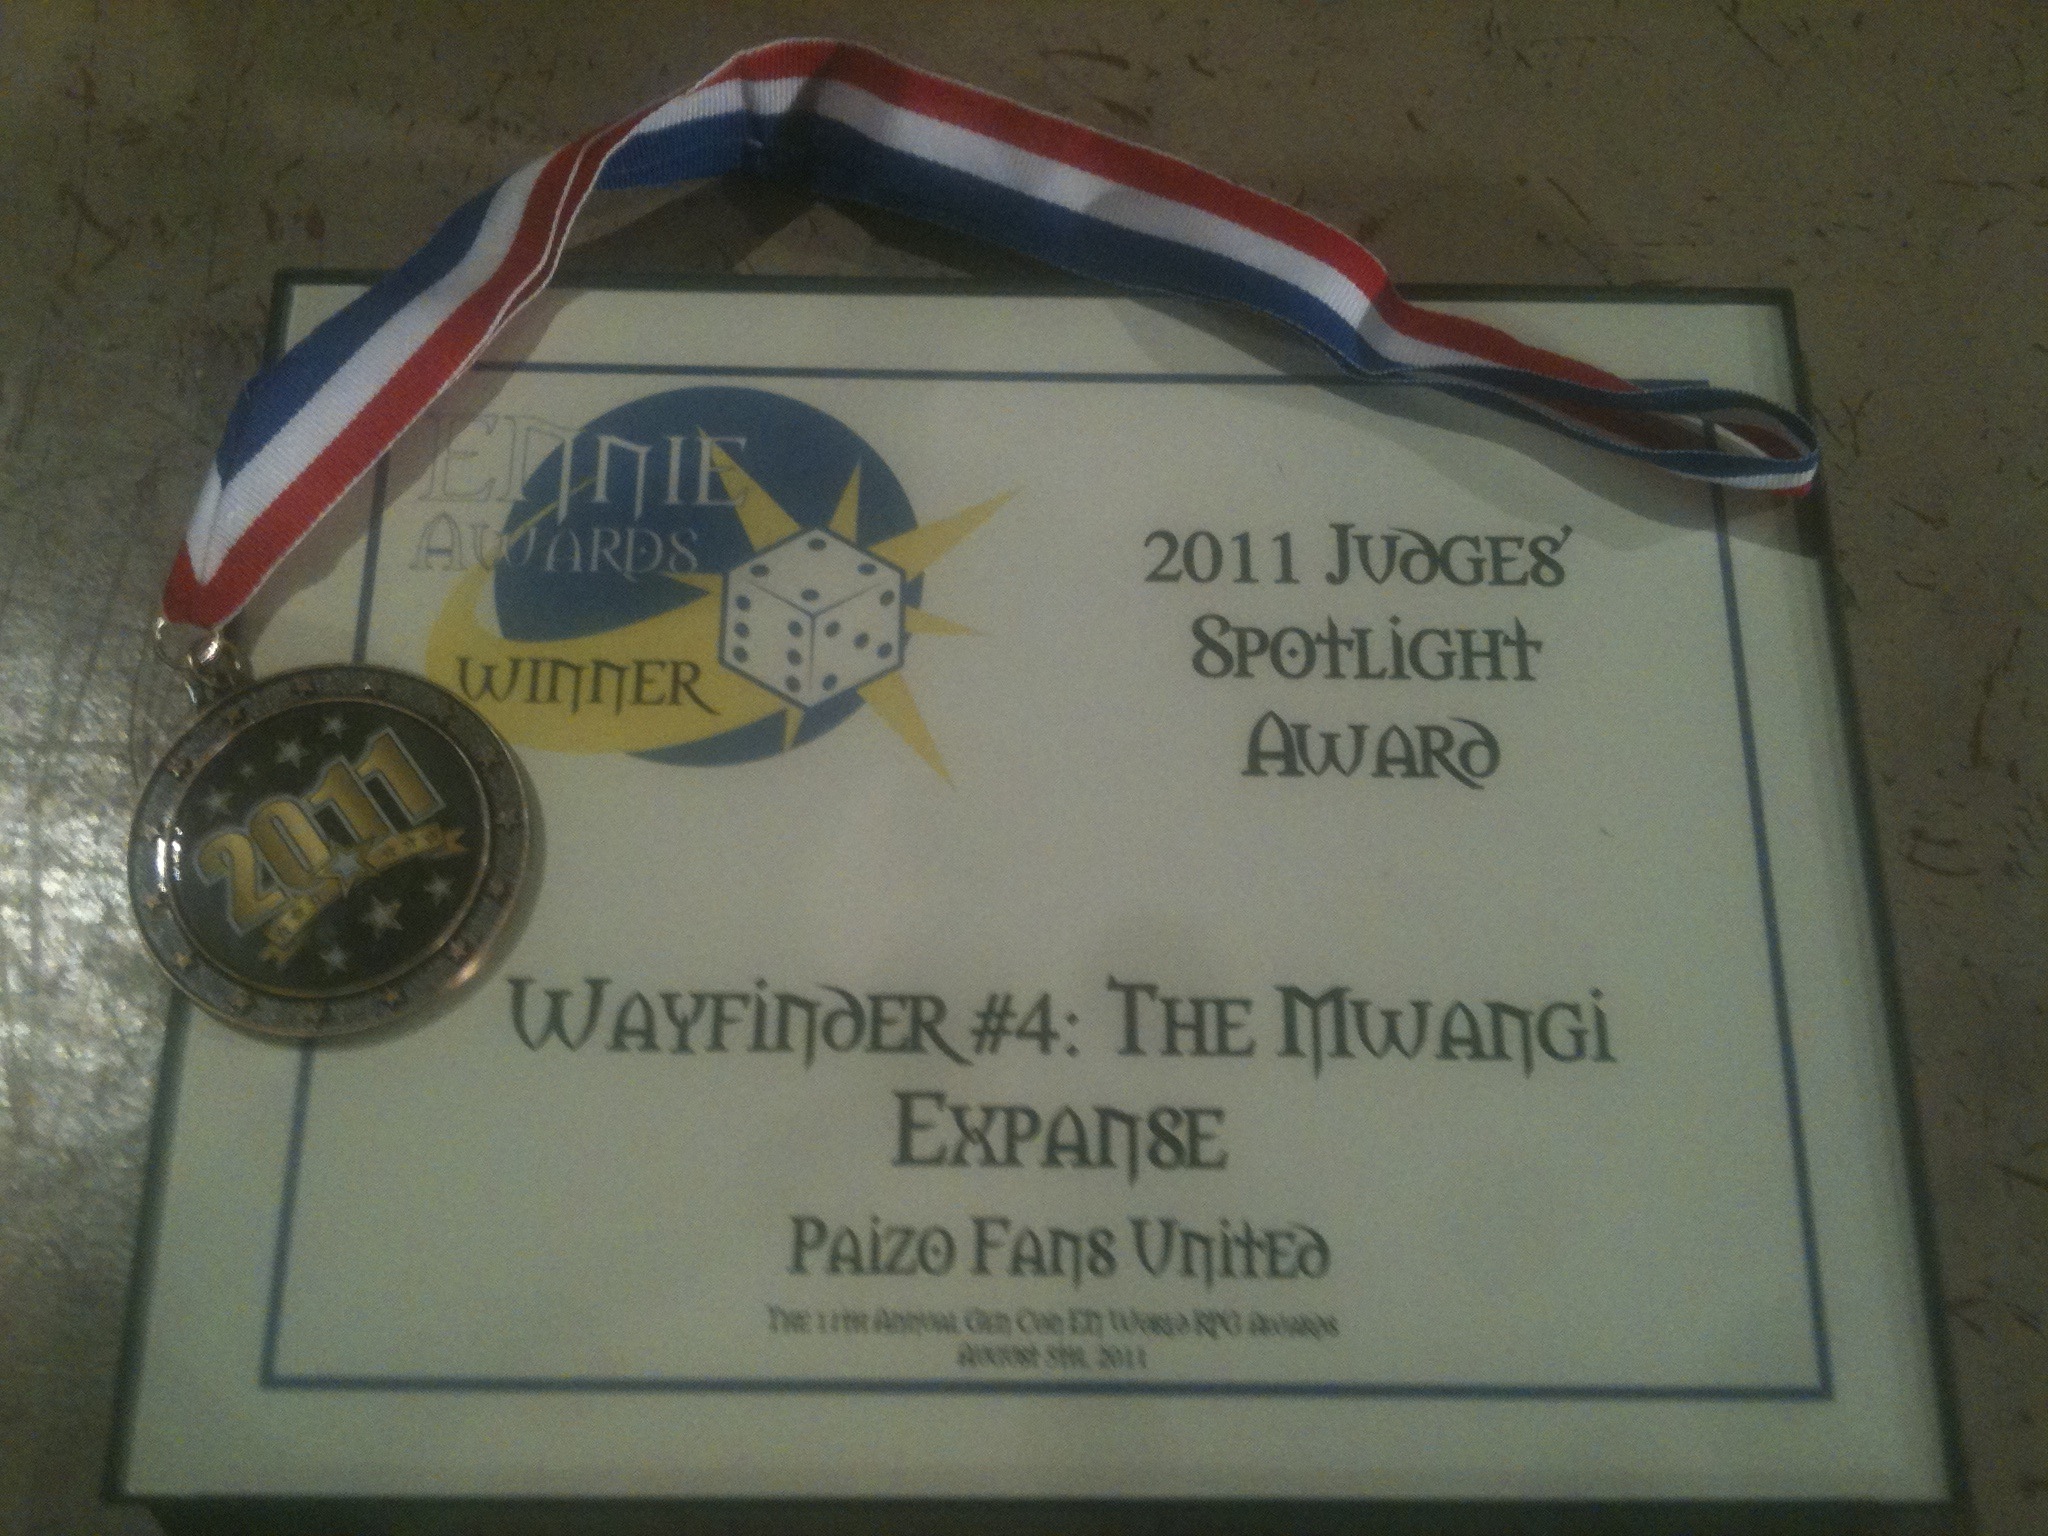 ENNIE
AWARDS
WINNER
2011 JUDGES'
SPOTLIGHT
AWARD
2011
WAYFINDER #4: THE MWANGI
EXPANSE
PAIZO FANS UNITED
THE 11TH ANNUAL GEN CON EN WORLD RPG AWARDS
AUGUST 5TH, 2011